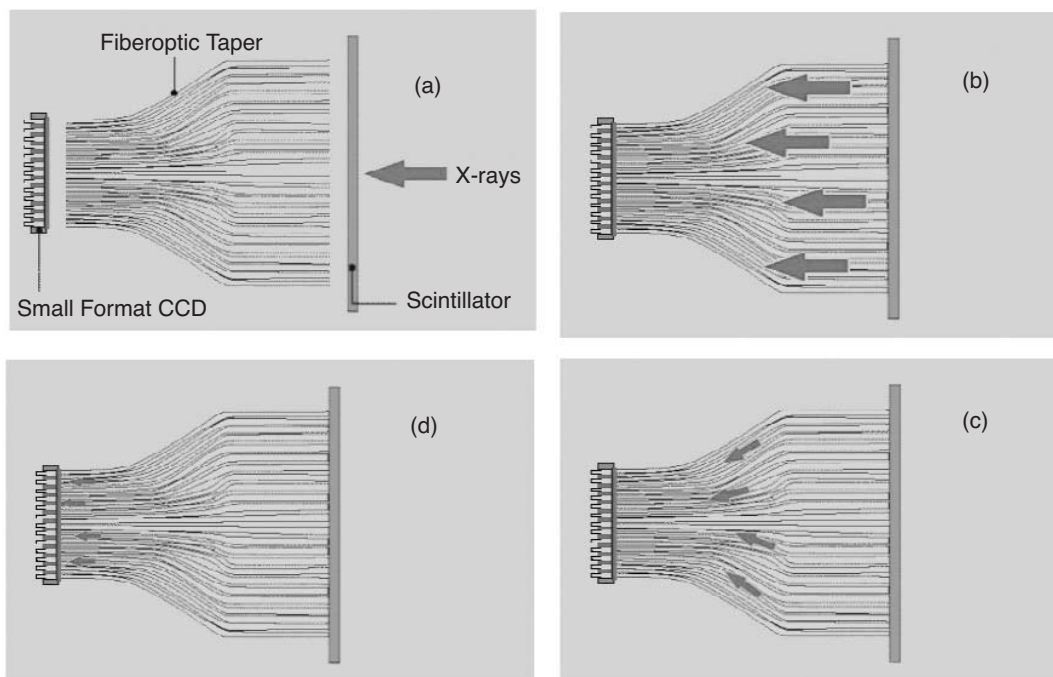 Fiberoptic Taper
(a)
X-rays
Small Format CCD
Scintillator
(b)
(d)
(c)